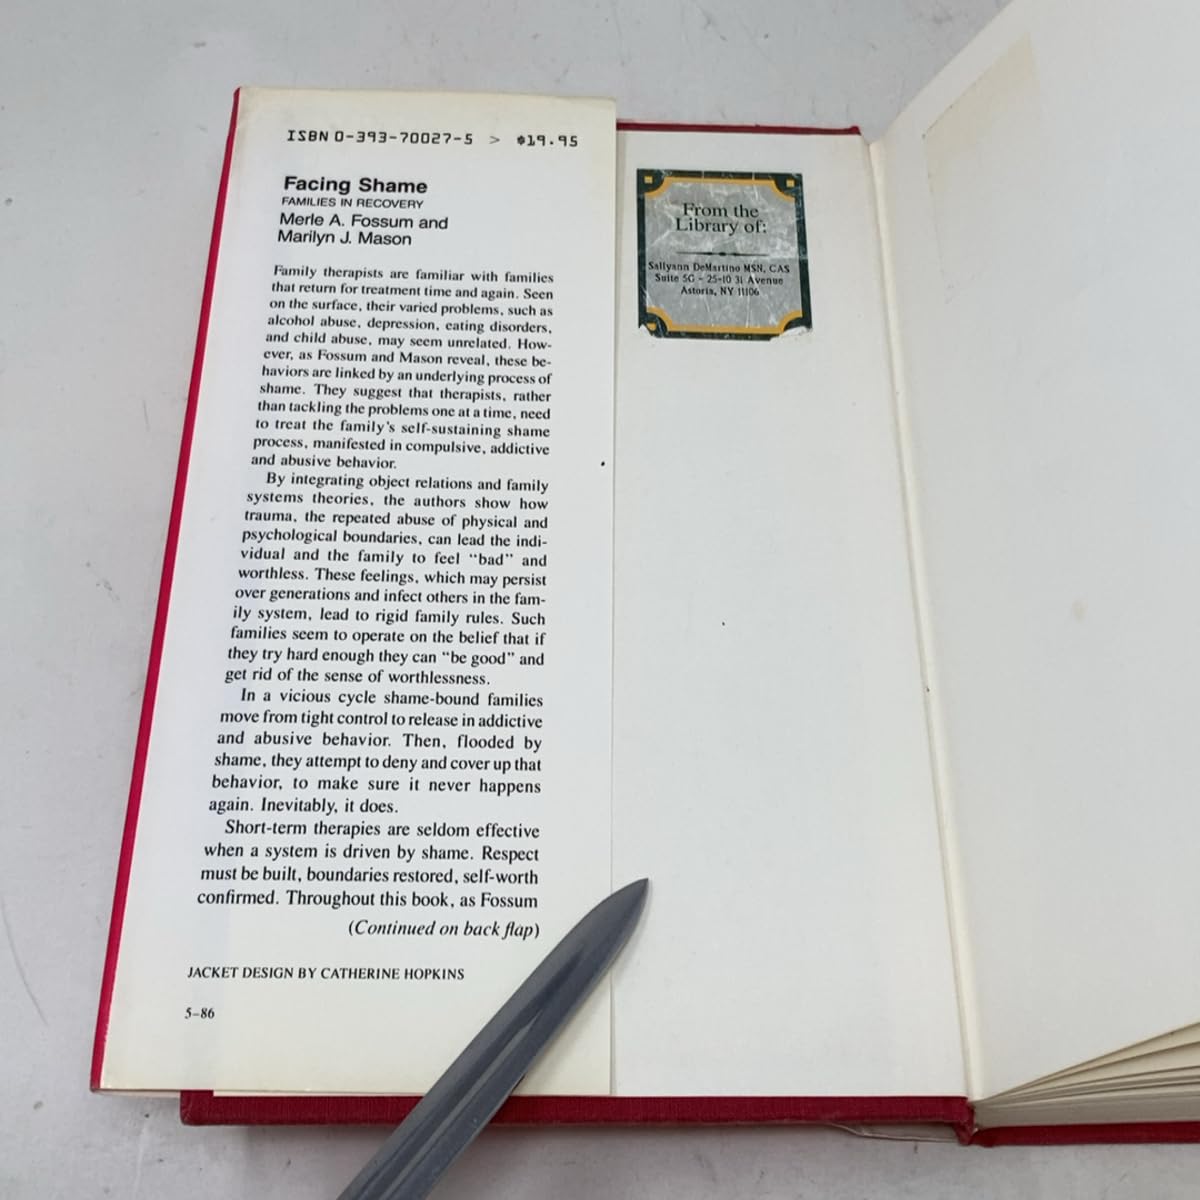 ISBN 0-393-70027-5 > $19.95
Facing Shame
FAMILIES IN RECOVERY
Merle A. Fossum and
Marilyn J. Mason
Family therapists are familiar with families
that return for treatment time and again. Seen
on the surface, their varied problems, such as
alcohol abuse, depression, eating disorders,
and child abuse, may seem unrelated. How-
ever, as Fossum and Mason reveal, these be-
haviors are linked by an underlying process of
shame. They suggest that therapists, rather
than tackling the problems one at a time, need
to treat the family's self-sustaining shame
process, manifested in compulsive, addictive
and abusive behavior.
By integrating object relations and family
systems theories, the authors show how
trauma, the repeated abuse of physical and
psychological boundaries, can lead the indi-
vidual and the family to feel "bad" and
worthless. These feelings, which may persist
over generations and infect others in the fam-
ily system, lead to rigid family rules. Such
families seem to operate on the belief that if
they try hard enough they can "be good" and
get rid of the sense of worthlessness.
In a vicious cycle shame-bound families
move from tight control to release in addictive
and abusive behavior. Then, flooded by
shame, they attempt to deny and cover up that
behavior, to make sure it never happens
again. Inevitably, it does.
Short-term therapies are seldom effective
when a system is driven by shame. Respect
must be built, boundaries restored, self-worth
confirmed. Throughout this book, as Fossum
(Continued on back flap)
JACKET DESIGN BY CATHERINE HOPKINS
5-86
From the
Library of:
Sallyann DeMartino MSN, CAS
Suite 5G - 25-10 31 Avenue
Astoria, NY 11106